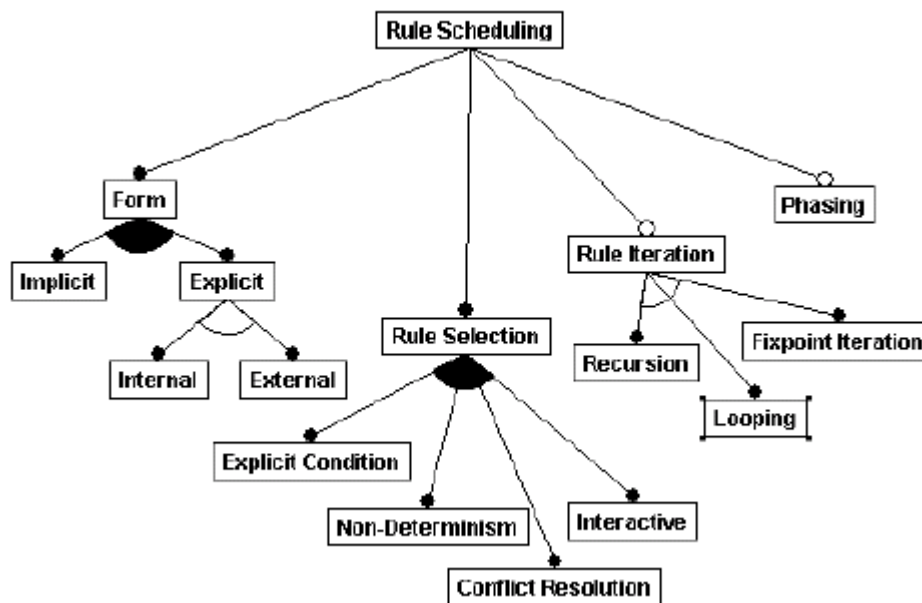 Rule Scheduling
Form
Phasing
Rule Iteration
Implicit
Explicit
Rule Selection
Fixpoint Iteration
Recursion
Internal
External
Looping
Explicit Condition
Non-Determinism
Interactive
Conflict Resolution